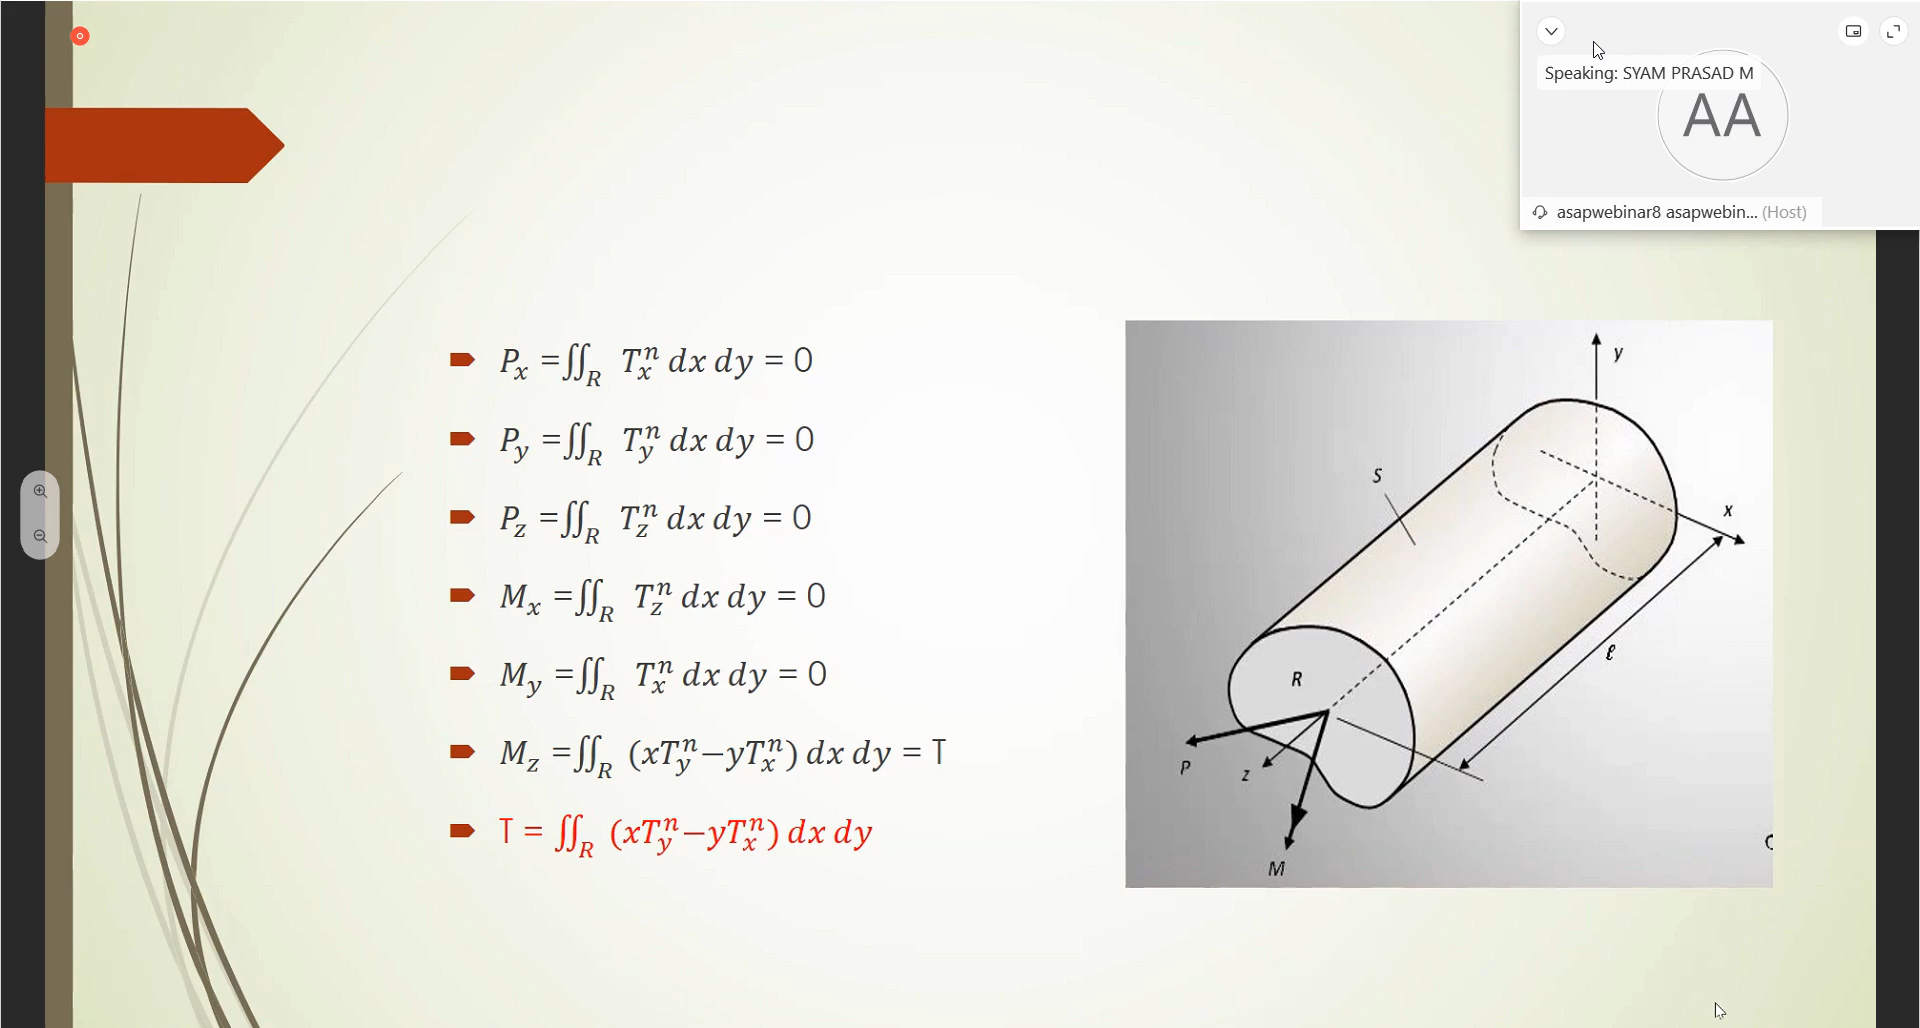 Speaking: SYAM PRASAD M
AA
asapwebinar8 asapwebin... (Host)
P_x =∬_R T_x^n dx dy = 0
P_y =∬_R T_y^n dx dy = 0
P_z =∬_R T_z^n dx dy = 0
M_x =∬_R T_z^n dx dy = 0
M_y =∬_R T_x^n dx dy = 0
M_z =∬_R (xT_y^n−yT_x^n) dx dy = T
T = ∬_R (xT_y^n−yT_x^n) dx dy
y
S
x
ℓ
R
P
z
M